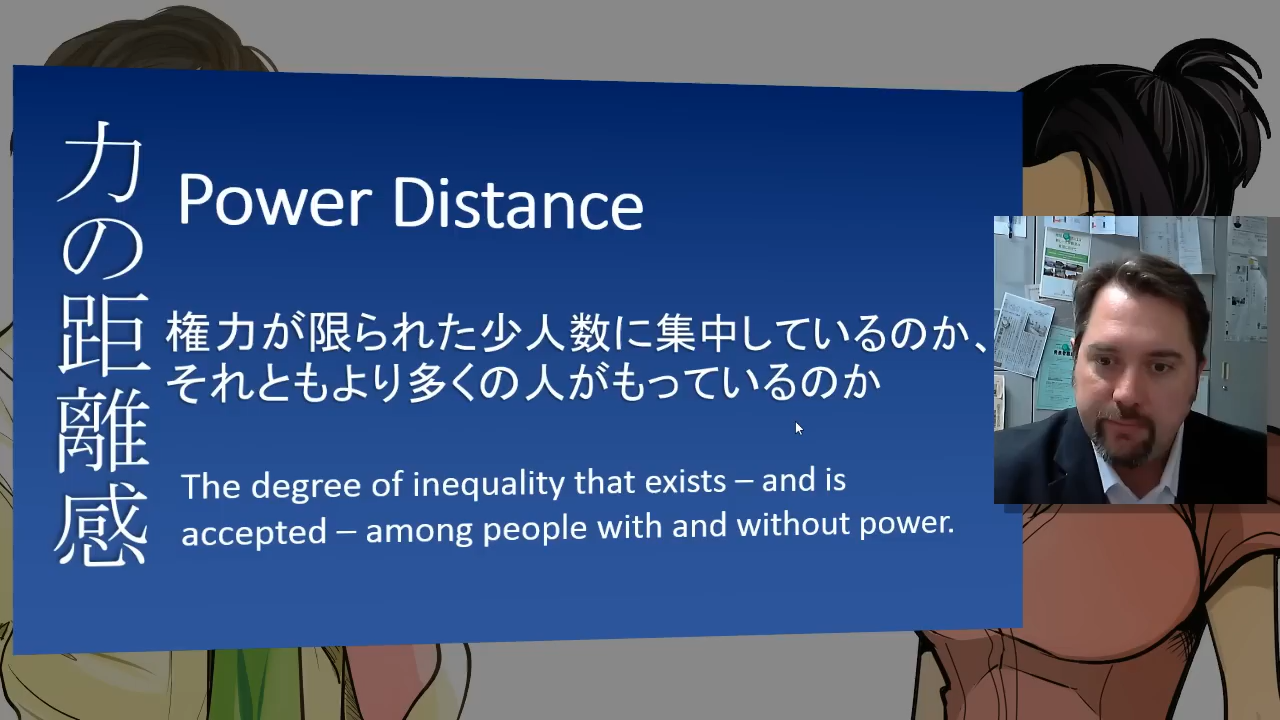 力の距離感
Power Distance
権力が限られた少人数に集中しているのか、
それともより多くの人がもっているのか
The degree of inequality that exists – and is
accepted – among people with and without power.